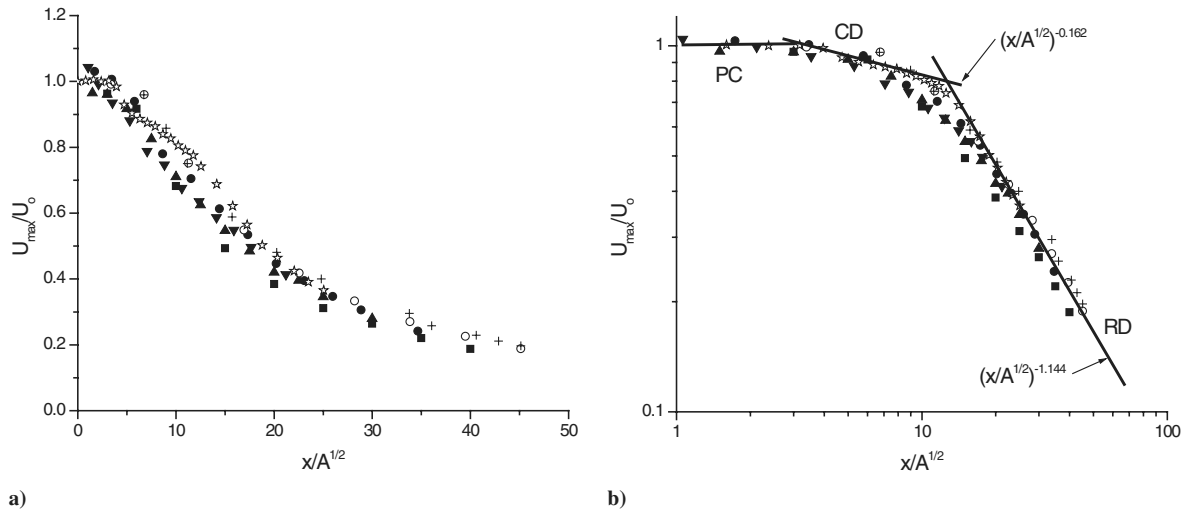 1.2
1.0
0.8
0.6
0.4
0.2
0.0
U_max/U_o
0 10 20 30 40 50
x/A^1/2
a)
1
0.1
U_max/U_o
PC
CD
(x/A^1/2)^-0.162
RD
(x/A^1/2)^-1.144
1 10 100
x/A^1/2
b)